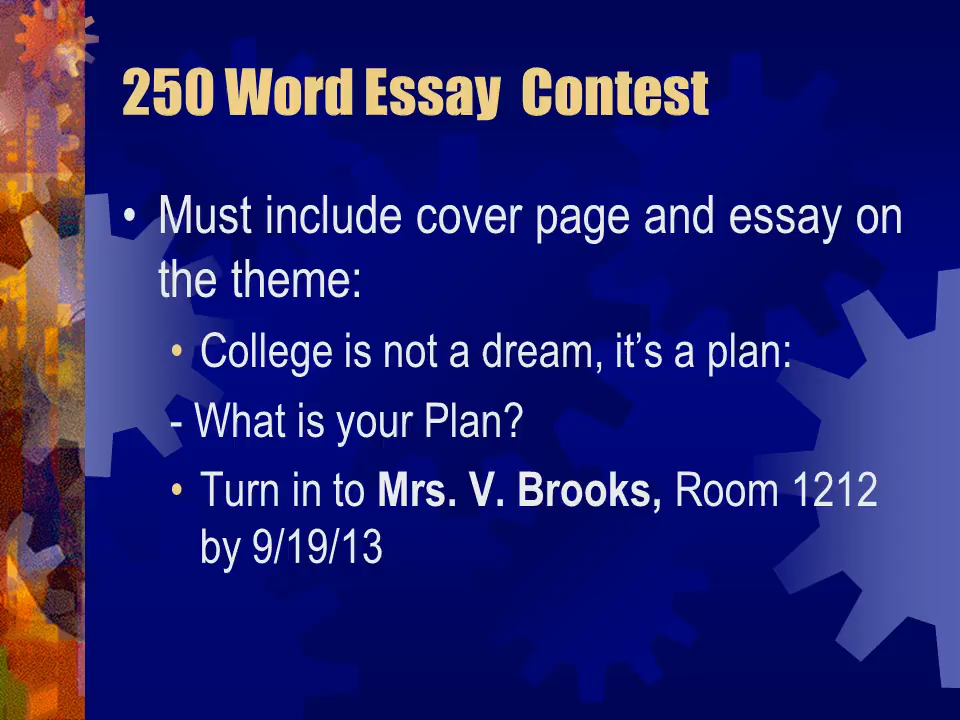 250 Word Essay  Contest
• Must include cover page and essay on
the theme:
• College is not a dream, it’s a plan:
- What is your Plan?
• Turn in to Mrs. V. Brooks, Room 1212
by 9/19/13